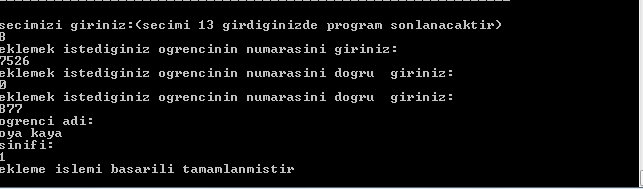 secimizi giriniz:(secimi 13 girdiginizde program sonlanacaktir)
8
eklemek istediginiz ogrencinin numarasini giriniz:
7526
eklemek istediginiz ogrencinin numarasini dogru  giriniz:
0
eklemek istediginiz ogrencinin numarasini dogru  giriniz:
877
ogrenci adi:
oya kaya
sinifi:
1
ekleme islemi basarili tamamlanmistir